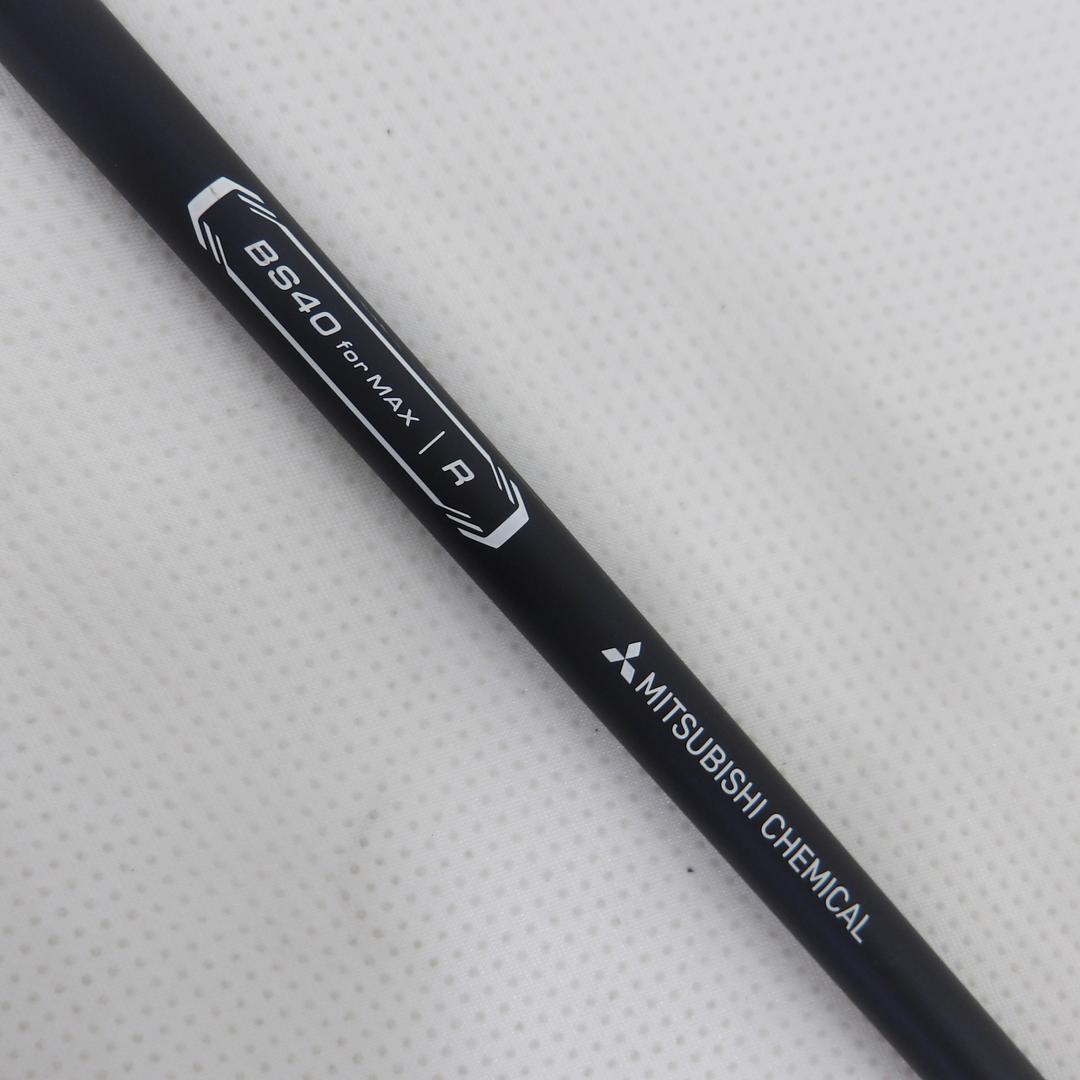 BS40 for MAX | R
MITSUBISHI CHEMICAL